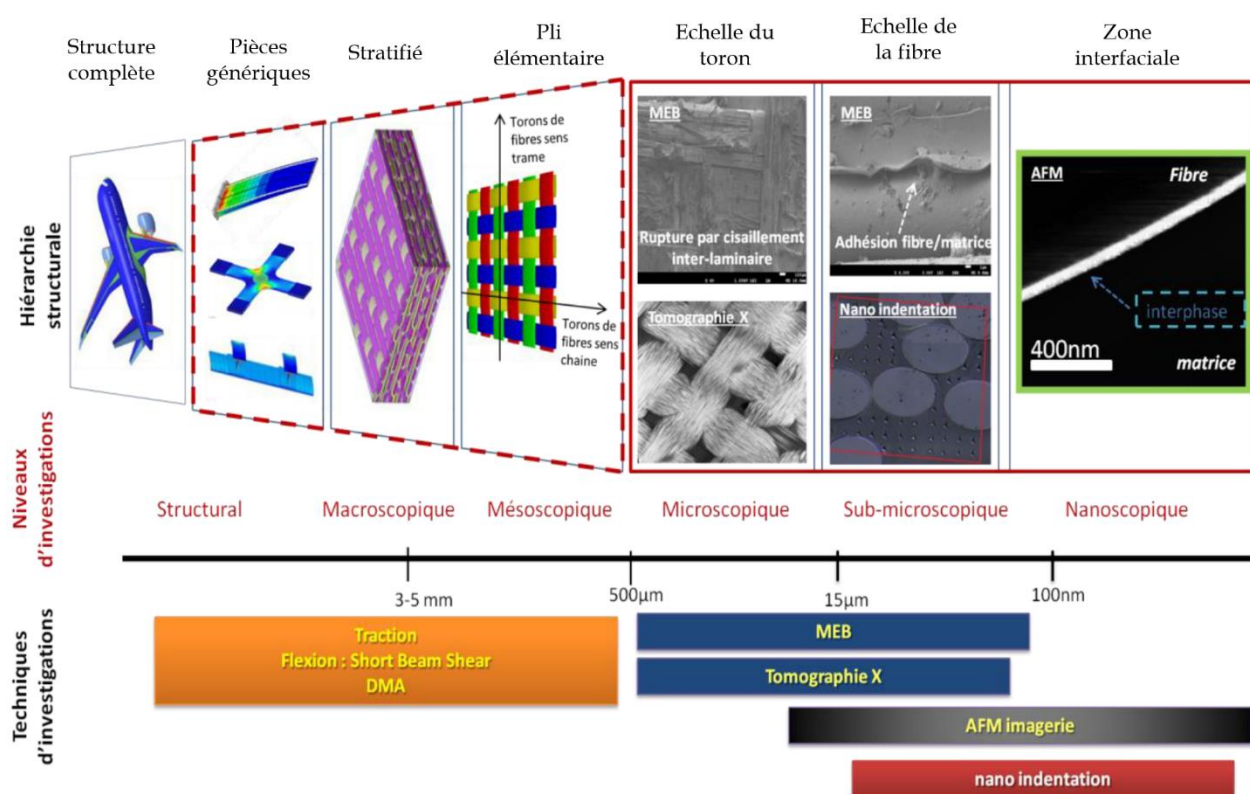 Structure
complète
Pièces
génériques
Stratifié
Pli
élémentaire
Echelle du
toron
Echelle de
la fibre
Zone
interfaciale
Hiérarchie
structurale
Torons de
fibres sens
trame
Torons de
fibres sens
chaine
MEB
Rupture par cisaillement
inter-laminaire
Tomographie X
MEB
Adhésion fibre/matrice
Nano indentation
AFM
Fibre
interphase
400nm
matrice
Niveaux
d'investigations
Structural
Macroscopique
Mésoscopique
Microscopique
Sub-microscopique
Nanoscopique
3-5 mm
500µm
15µm
100nm
Techniques
d'investigations
Traction
Flexion : Short Beam Shear
DMA
MEB
Tomographie X
AFM imagerie
nano indentation